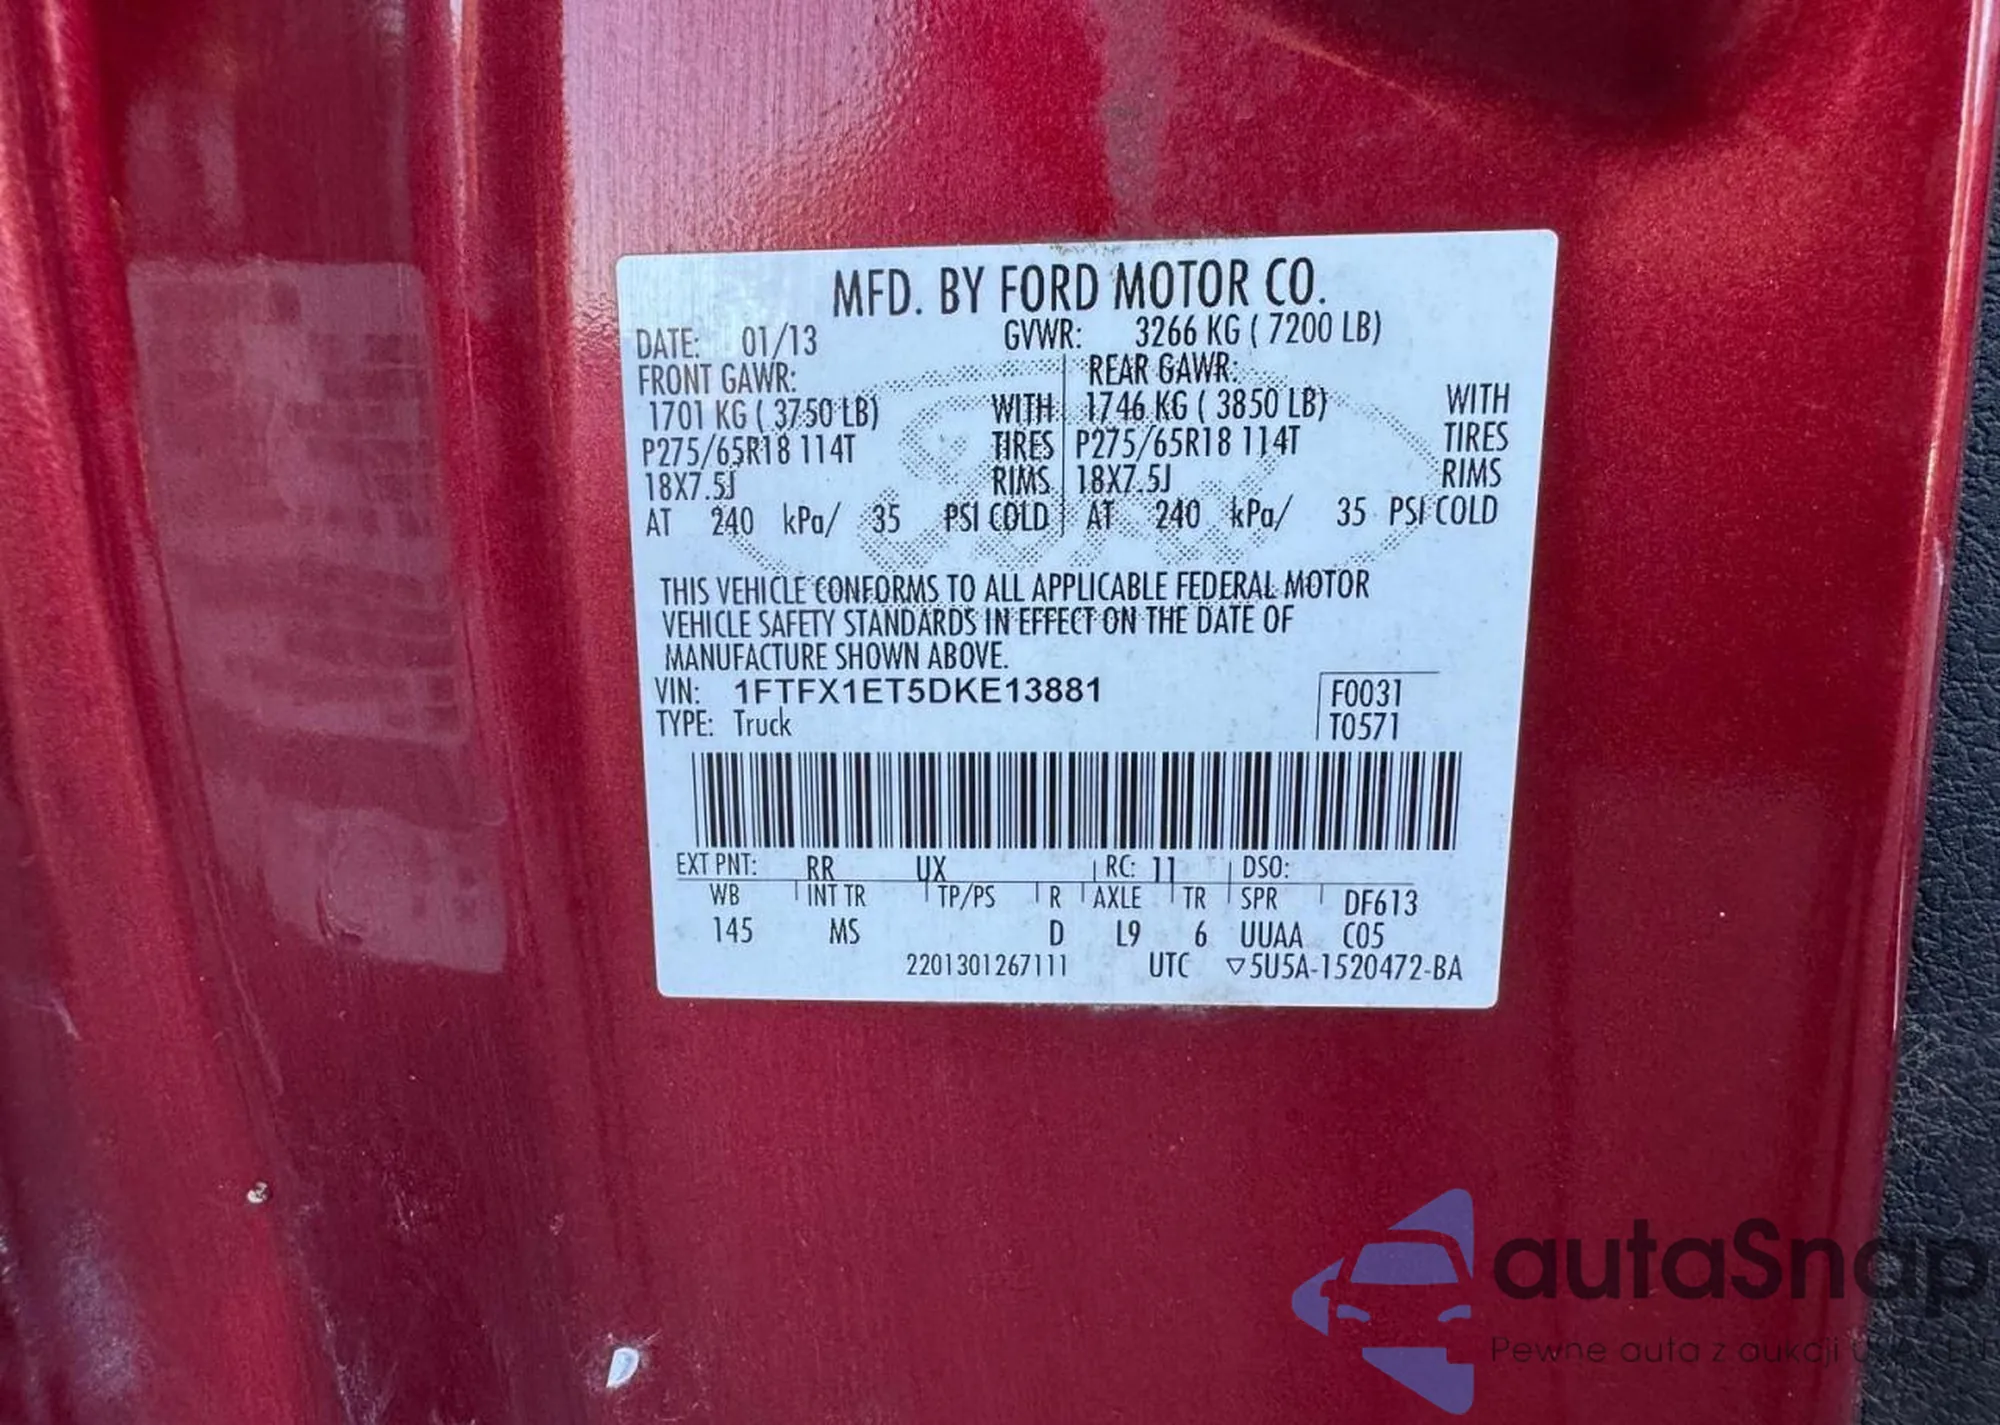 MFD. BY FORD MOTOR CO.
DATE: 01/13 GVWR: 3266 KG ( 7200 LB)
FRONT GAWR: REAR GAWR:
1701 KG ( 3750 LB) WITH 1746 KG ( 3850 LB) WITH
P275/65R18 114T TIRES P275/65R18 114T TIRES
18X7.5J RIMS 18X7.5J RIMS
AT 240 kPa/ 35 PSI COLD AT 240 kPa/ 35 PSI COLD
THIS VEHICLE CONFORMS TO ALL APPLICABLE FEDERAL MOTOR
VEHICLE SAFETY STANDARDS IN EFFECT ON THE DATE OF
MANUFACTURE SHOWN ABOVE.
VIN: 1FTFX1ET5DKE13881 F0031
TYPE: Truck T0571
EXT PNT: RR UX RC: 11 DSO:
WB INT TR TP/PS R AXLE TR SPR DF613
145 MS D L9 6 UUAA C05
2201301267111 UTC ▽5U5A-1520472-BA
autaSnap
Pewne auta z aukcji